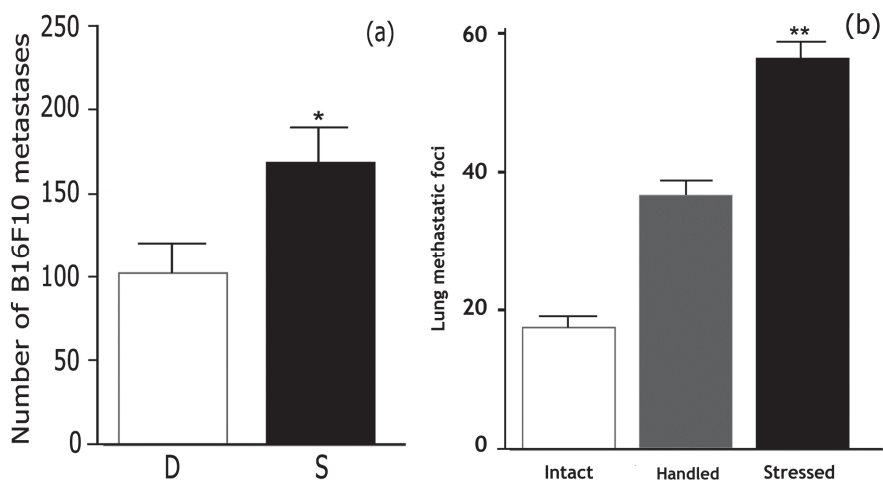 (a)
Number of B16F10 metastases
250
200
150
100
50
0
*
D
S
(b)
Lung methastatic foci
60
40
20
0
**
Intact
Handled
Stressed